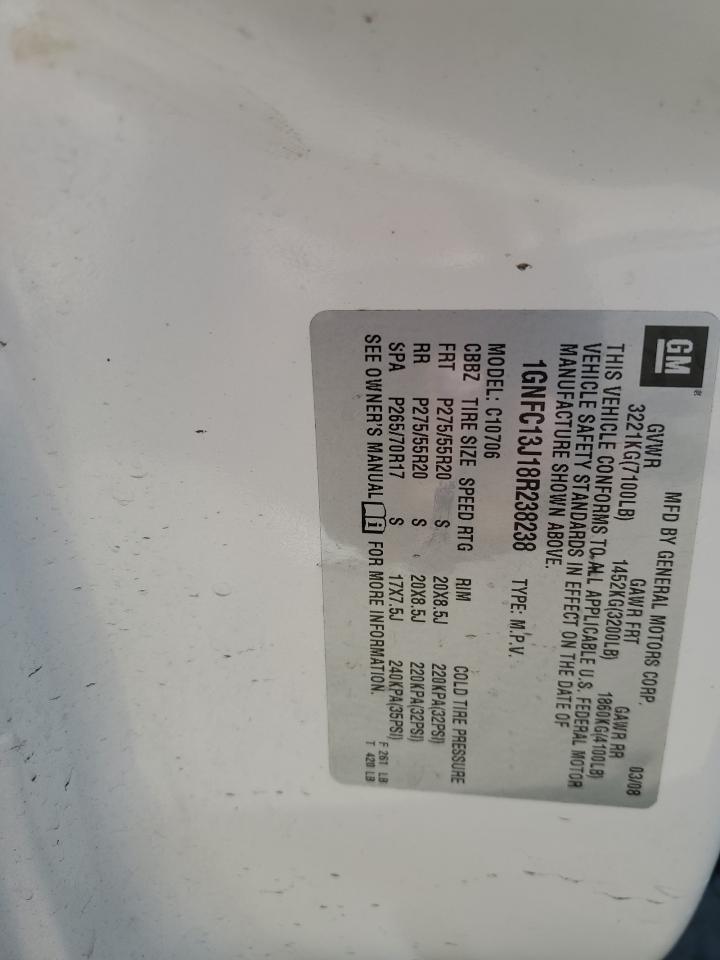 GM®
MFD BY GENERAL MOTORS CORP. 03/08
GVWR GAWR FRT GAWR RR
3221KG(7100LB) 1452KG(3200LB) 1860KG(4100LB)
THIS VEHICLE CONFORMS TO ALL APPLICABLE U.S. FEDERAL MOTOR
VEHICLE SAFETY STANDARDS IN EFFECT ON THE DATE OF
MANUFACTURE SHOWN ABOVE.
1GNFC13J18R238238 TYPE: M.P.V.
MODEL: C10706
CBBZ TIRE SIZE SPEED RTG RIM COLD TIRE PRESSURE
FRT P275/55R20 S 20X8.5J 220KPA(32PSI)
RR P275/55R20 S 20X8.5J 220KPA(32PSI)
SPA P265/70R17 S 17X7.5J 240KPA(35PSI)
SEE OWNER'S MANUAL i FOR MORE INFORMATION.
F 261 LB
T 420 LB